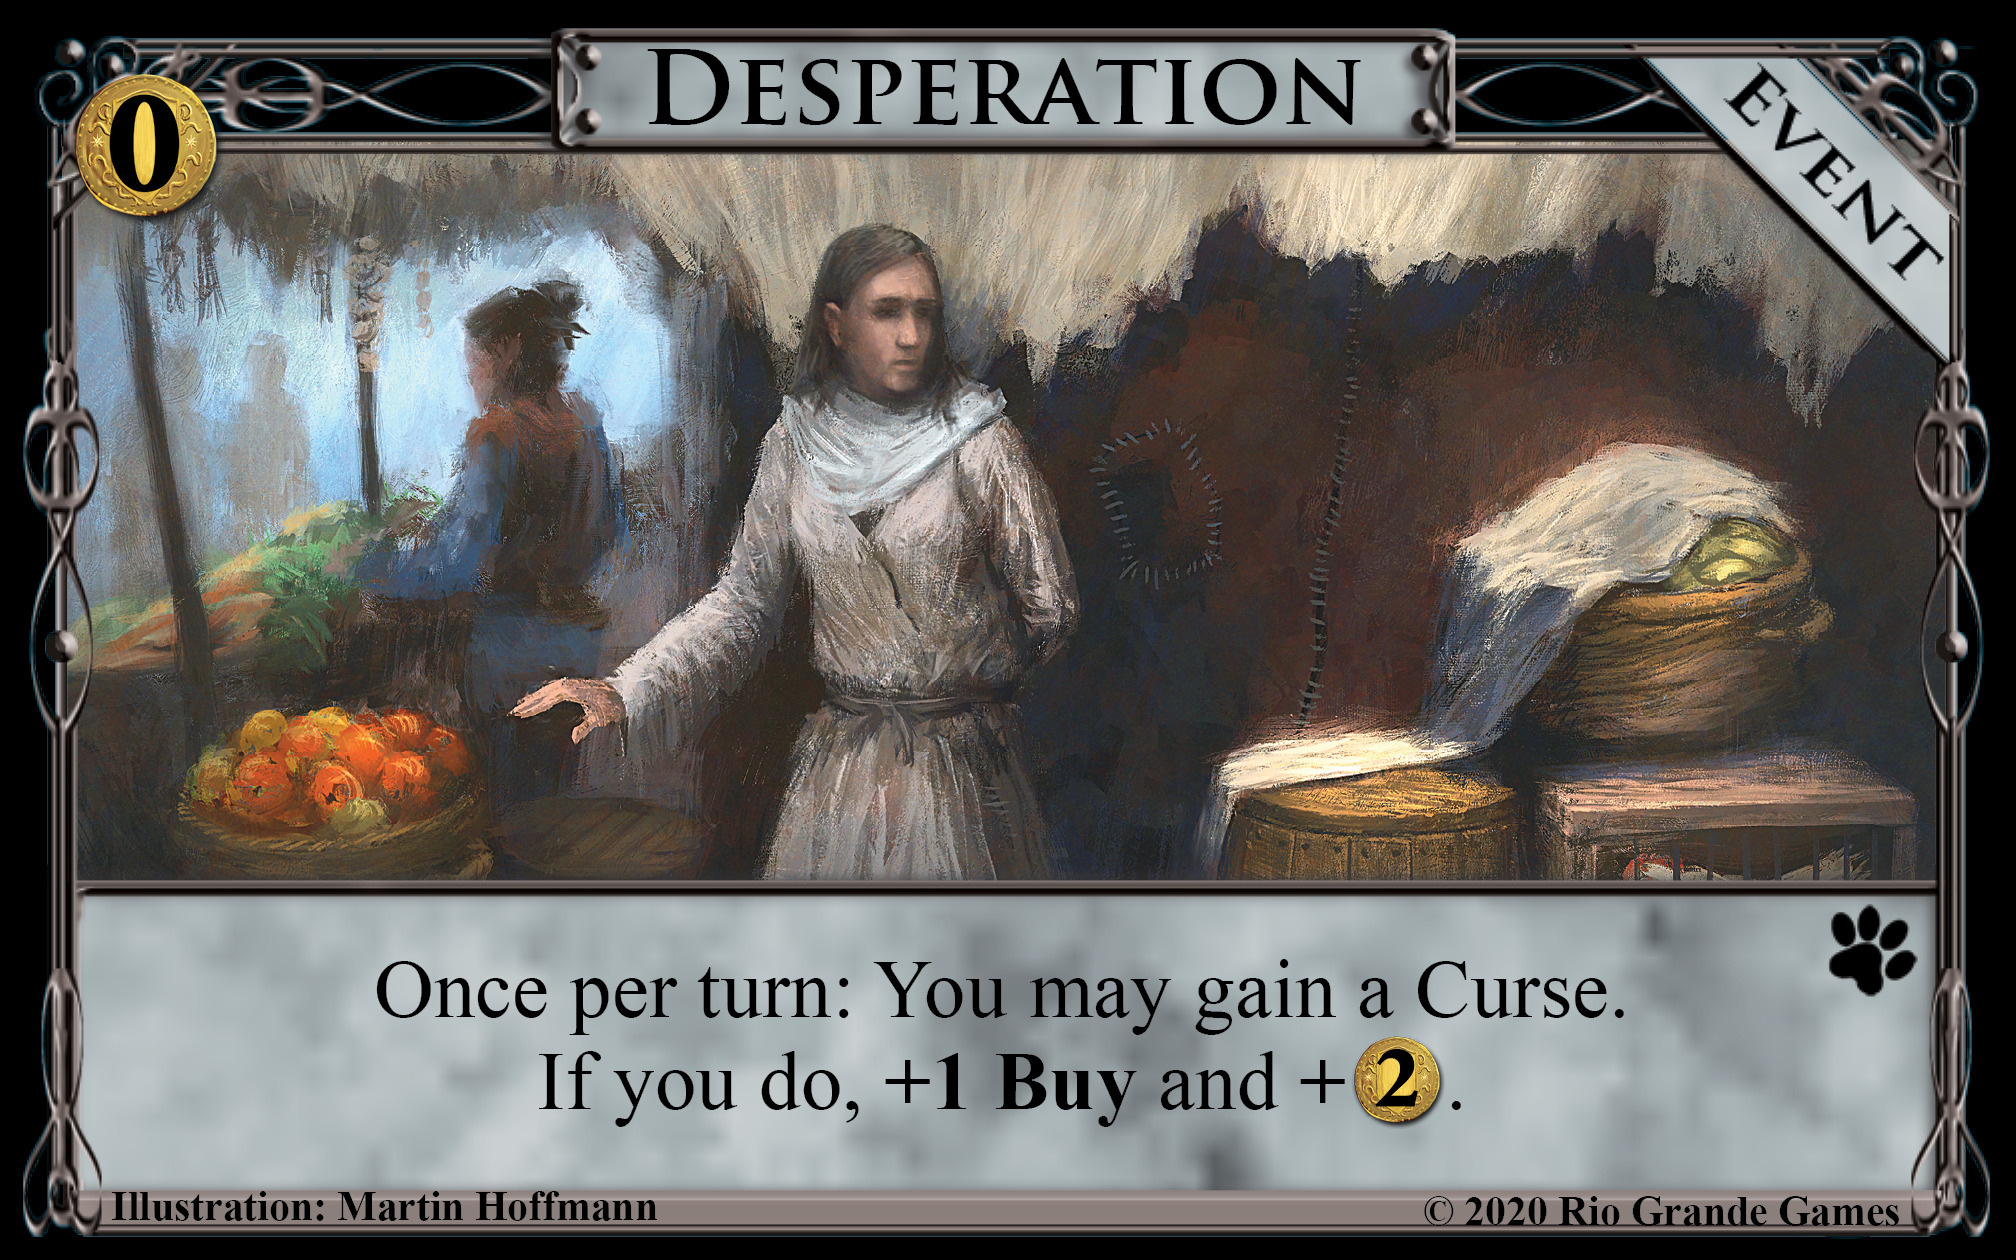 0
DESPERATION
EVENT
Once per turn: You may gain a Curse.
If you do, +1 Buy and +2.
Illustration: Martin Hoffmann
© 2020 Rio Grande Games